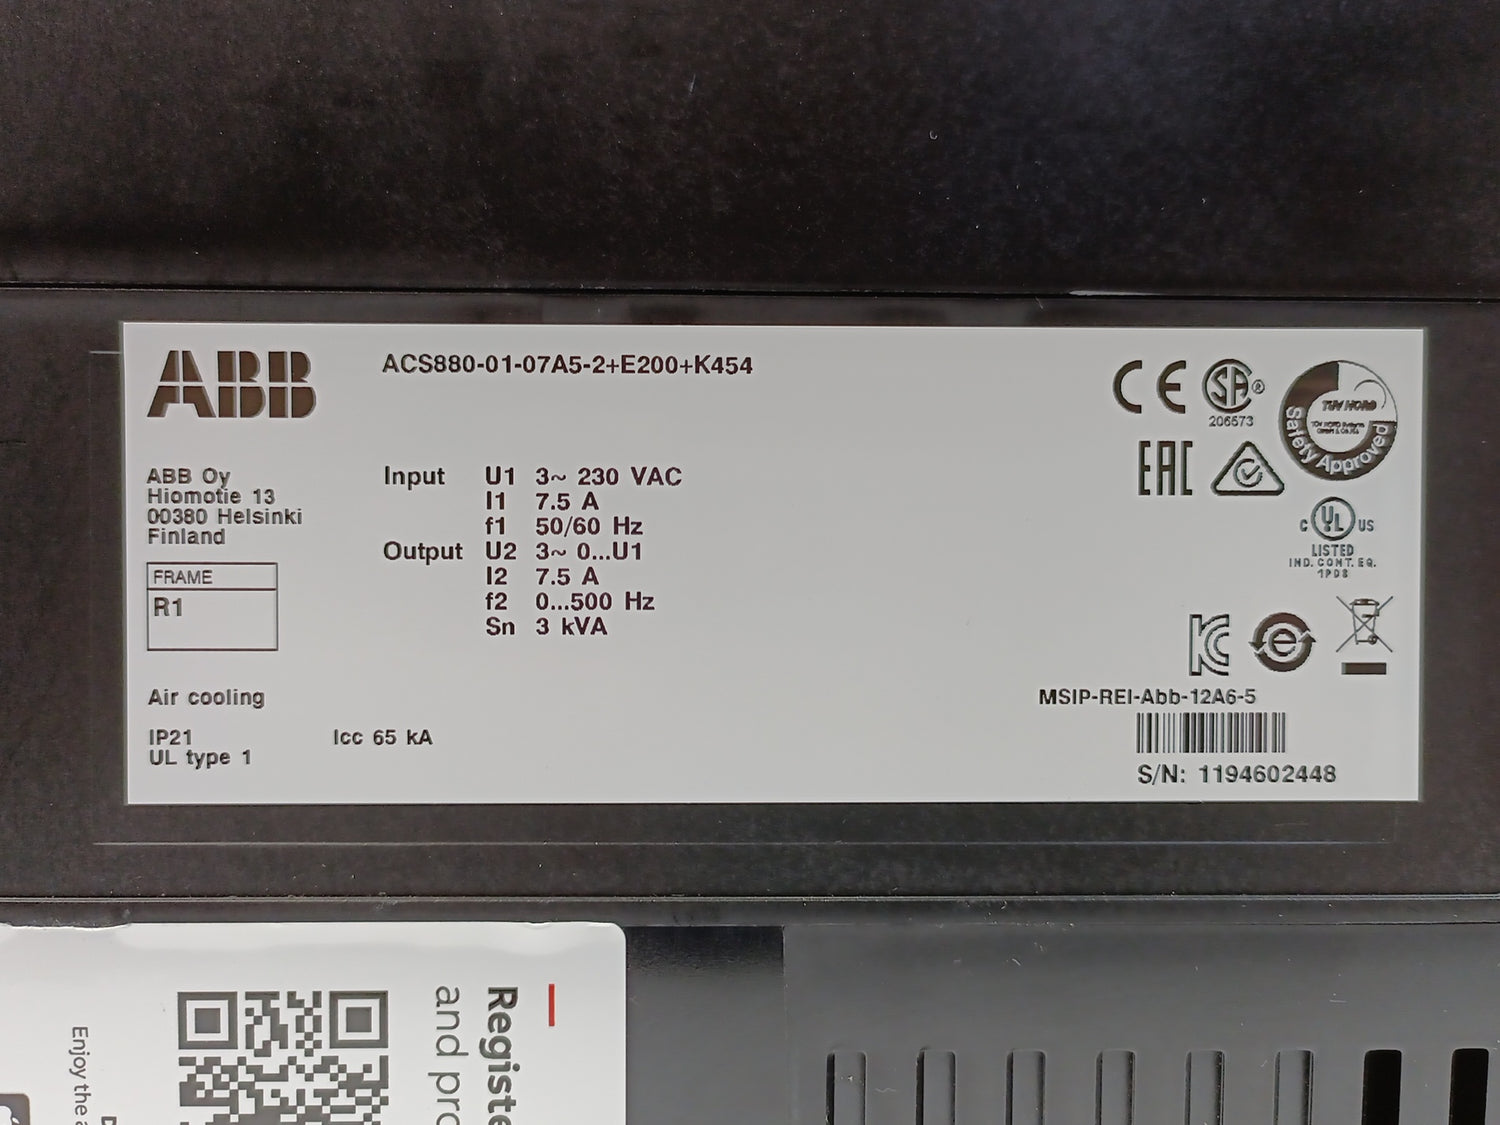 ABB
ACS880-01-07A5-2+E200+K454
ABB Oy
Hiomotie 13
00380 Helsinki
Finland
FRAME
R1
Air cooling
IP21
UL type 1
Icc 65 kA
Input U1 3~ 230 VAC
I1 7.5 A
f1 50/60 Hz
Output U2 3~ 0...U1
I2 7.5 A
f2 0...500 Hz
Sn 3 kVA
CE
SA®
206573
TÜV NORD
Safety Approved
EAC
C UL US
LISTED
IND. CONT. EQ.
1PDS
KC
e
MSIP-REI-Abb-12A6-5
S/N: 1194602448
Registe
and pro
Enjoy the